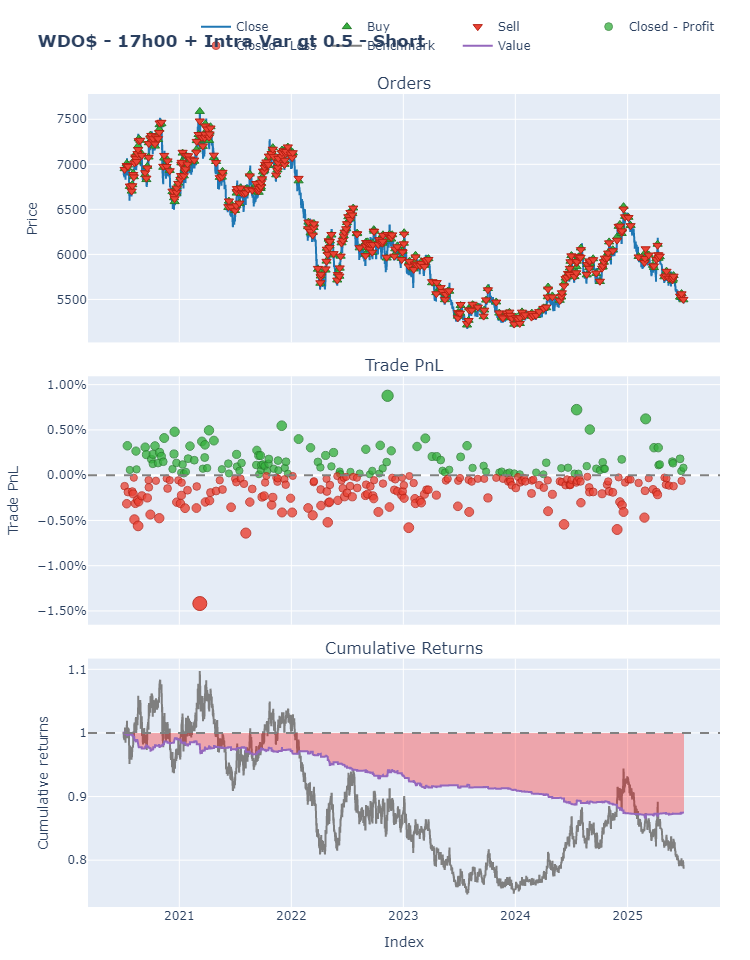 Close Buy Sell Closed - Profit
WDO$ - 17h00 + Intra Var gt 0.5 - Short
Closed - Loss Benchmark Value
Orders
7500
7000
6500
6000
5500
Price
Trade PnL
1.00%
0.50%
0.00%
−0.50%
−1.00%
−1.50%
Trade PnL
Cumulative Returns
1.1
1
0.9
0.8
Cumulative returns
2021 2022 2023 2024 2025
Index